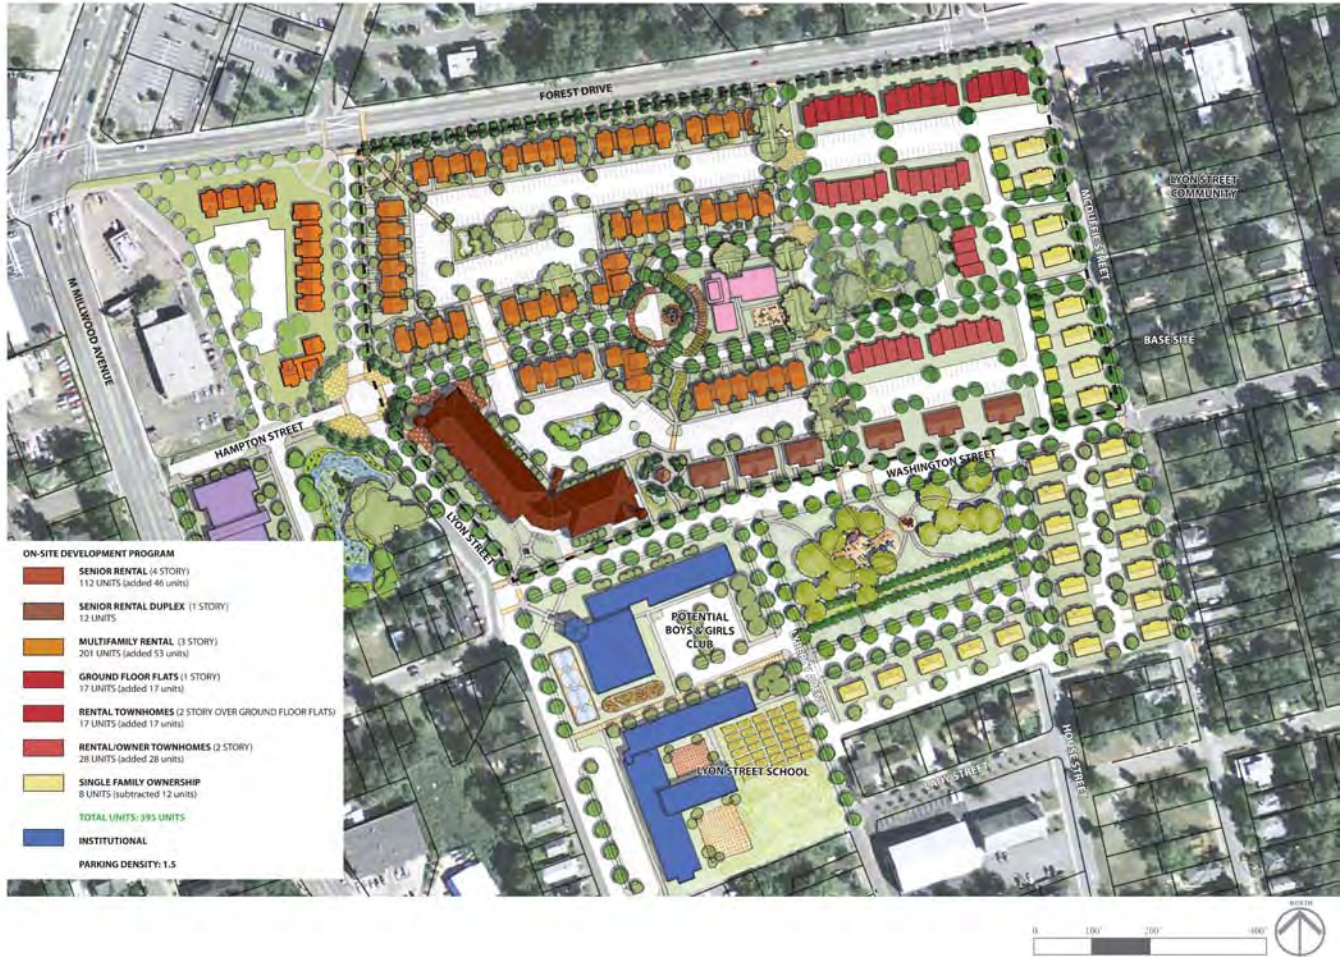 FOREST DRIVE
LYON STREET
COMMUNITY
MCDUFFIE STREET
M MILLWOOD AVENUE
BASE SITE
HAMPTON STREET
WASHINGTON STREET
LYON STREET
ON-SITE DEVELOPMENT PROGRAM
SENIOR RENTAL (4 STORY)
112 UNITS (added 46 units)
SENIOR RENTAL DUPLEX (1 STORY)
12 UNITS
MULTIFAMILY RENTAL (3 STORY)
201 UNITS (added 53 units)
GROUND FLOOR FLATS (1 STORY)
17 UNITS (added 17 units)
RENTAL TOWNHOMES (2 STORY OVER GROUND FLOOR FLATS)
17 UNITS (added 17 units)
RENTAL/OWNER TOWNHOMES (2 STORY)
28 UNITS (added 28 units)
SINGLE FAMILY OWNERSHIP
8 UNITS (subtracted 12 units)
TOTAL UNITS: 395 UNITS
INSTITUTIONAL
PARKING DENSITY: 1.5
POTENTIAL
BOYS & GIRLS
CLUB
LYON STREET SCHOOL
LADY STREET
HOUSE STREET
NORTH
0 100' 200' 400'